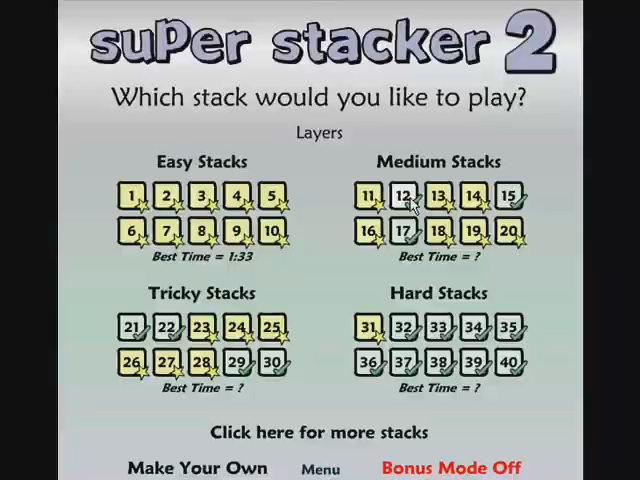 super stacker 2
Which stack would you like to play?
Layers
Easy Stacks
1 2 3 4 5
6 7 8 9 10
Best Time = 1:33
Medium Stacks
11 12 13 14 15
16 17 18 19 20
Best Time = ?
Tricky Stacks
21 22 23 24 25
26 27 28 29 30
Best Time = ?
Hard Stacks
31 32 33 34 35
36 37 38 39 40
Best Time = ?
Click here for more stacks
Make Your Own Menu Bonus Mode Off